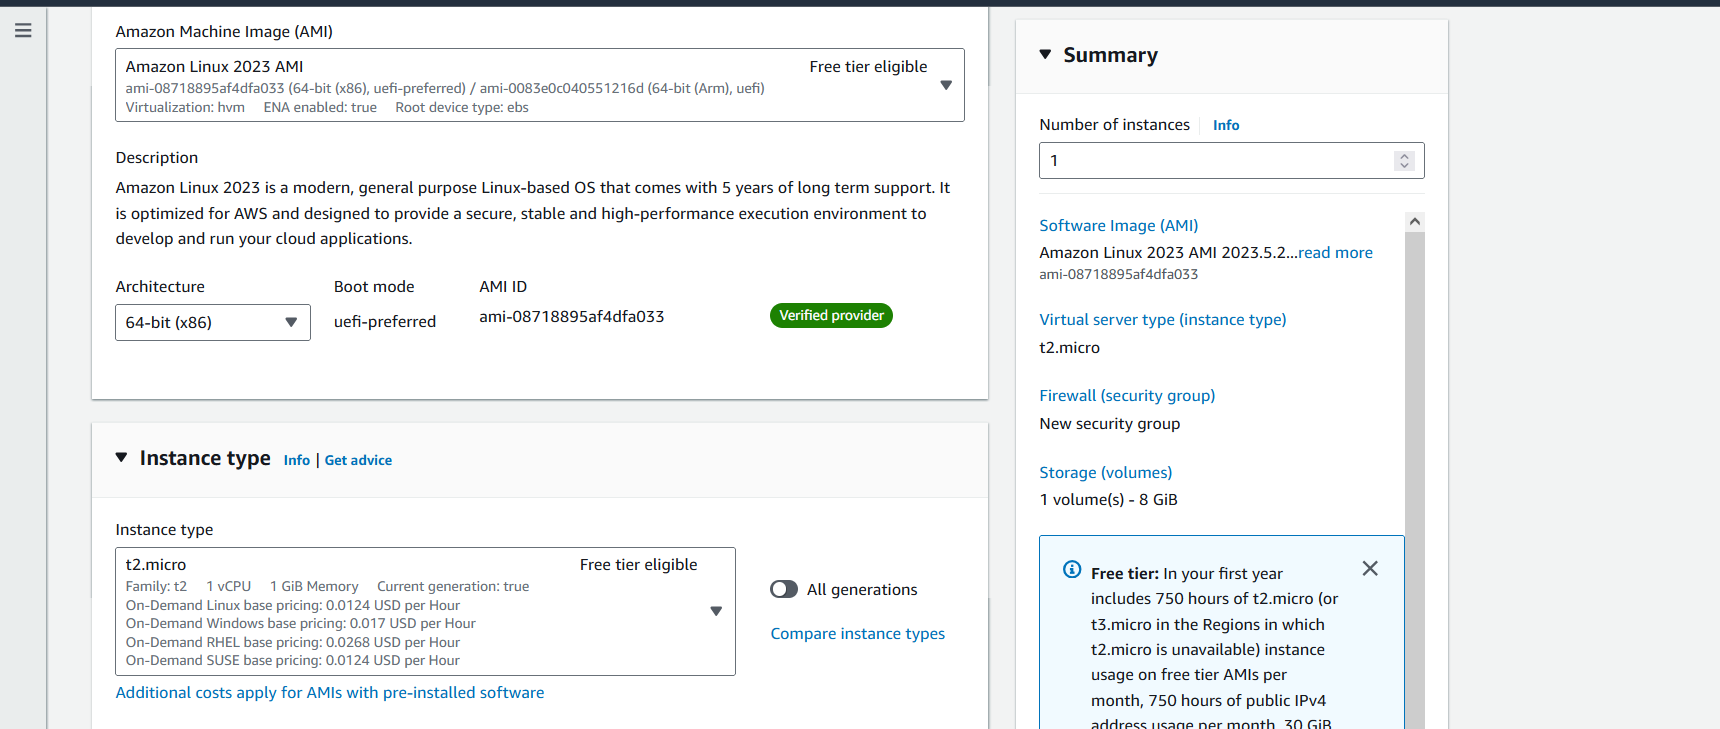 Amazon Machine Image (AMI)
Amazon Linux 2023 AMI
Free tier eligible
ami-08718895af4dfa033 (64-bit (x86), uefi-preferred) / ami-0083e0c040551216d (64-bit (Arm), uefi)
Virtualization: hvm ENA enabled: true Root device type: ebs
Description
Amazon Linux 2023 is a modern, general purpose Linux-based OS that comes with 5 years of long term support. It
is optimized for AWS and designed to provide a secure, stable and high-performance execution environment to
develop and run your cloud applications.
Architecture Boot mode AMI ID
64-bit (x86) uefi-preferred ami-08718895af4dfa033 Verified provider
Instance type Info | Get advice
Instance type
t2.micro Free tier eligible
Family: t2 1 vCPU 1 GiB Memory Current generation: true
On-Demand Linux base pricing: 0.0124 USD per Hour
On-Demand Windows base pricing: 0.017 USD per Hour
On-Demand RHEL base pricing: 0.0268 USD per Hour
On-Demand SUSE base pricing: 0.0124 USD per Hour
All generations
Compare instance types
Additional costs apply for AMIs with pre-installed software
Summary
Number of instances Info
1
Software Image (AMI)
Amazon Linux 2023 AMI 2023.5.2...read more
ami-08718895af4dfa033
Virtual server type (instance type)
t2.micro
Firewall (security group)
New security group
Storage (volumes)
1 volume(s) - 8 GiB
Free tier: In your first year
includes 750 hours of t2.micro (or
t3.micro in the Regions in which
t2.micro is unavailable) instance
usage on free tier AMIs per
month, 750 hours of public IPv4
address usage per month, 30 GiB